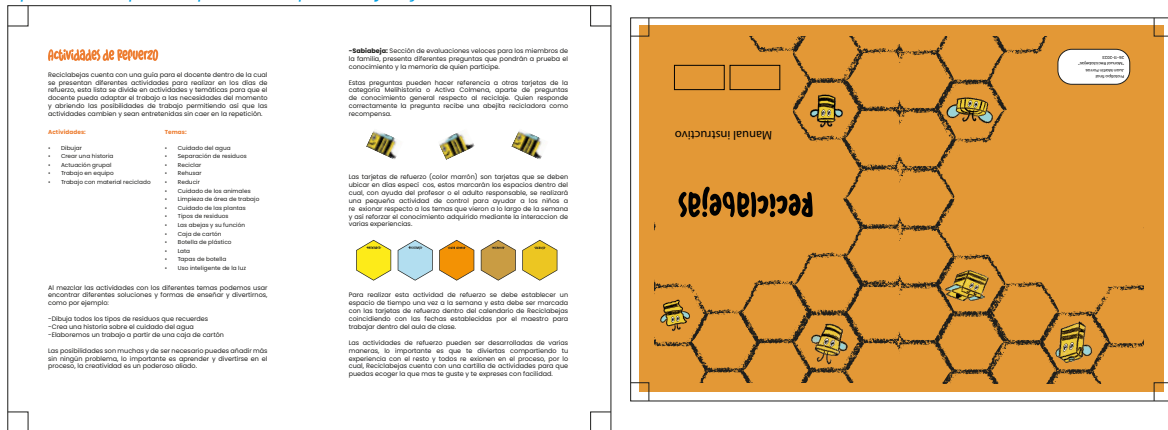 Actividades de Refuerzo
Reciclabejas cuenta con una guía para el docente dentro de la cual
se presentan diferentes actividades para realizar en los días de
refuerzo, esta lista se divide en actividades y temáticas para que el
docente pueda adaptar el trabajo a las necesidades del momento
y abriendo las posibilidades de trabajo permitiendo así que las
actividades cambien y sean entretenidas sin caer en la repetición.
Actividades:
• Dibujar
• Crear una historia
• Actuación grupal
• Trabajo en equipo
• Trabajo con material reciclado
Temas:
• Cuidado del agua
• Separación de residuos
• Reciclar
• Rehusar
• Reducir
• Cuidado de los animales
• Limpieza de área de trabajo
• Cuidado de las plantas
• Tipos de residuos
• Las abejas y su función
• Caja de cartón
• Botella de plástico
• Lata
• Tapas de botella
• Uso inteligente de la luz
Al mezclar las actividades con los diferentes temas podemos usar
encontrar diferentes soluciones y formas de enseñar y divertirnos,
como por ejemplo:
-Dibuja todos los tipos de residuos que recuerdes
-Crea una historia sobre el cuidado del agua
-Elaboremos un trabajo a partir de una caja de cartón
Las posibilidades son muchas y de ser necesario puedes añadir más
sin ningún problema, lo importante es aprender y divertirse en el
proceso, la creatividad es un poderoso aliado.
-Sabiabeja: Sección de evaluaciones veloces para los miembros de
la familia, presenta diferentes preguntas que pondrán a prueba el
conocimiento y la memoria de quien participe.
Estas preguntas pueden hacer referencia a otras tarjetas de la
categoría Melihistoria o Activa Colmena, aparte de preguntas
de conocimiento general respecto al reciclaje. Quien responde
correctamente la pregunta recibe una abejita recicladora como
recompensa.
Las tarjetas de refuerzo (color marrón) son tarjetas que se deben
ubicar en días especi cos, estas marcarán los espacios dentro del
cual, con ayuda del profesor o el adulto responsable, se realizará
una pequeña actividad de control para ayudar a los niños a
re exionar respecto a los temas que vieron a lo largo de la semana
y así reforzar el conocimiento adquirido mediante la interaccion de
varias experiencias.
Para realizar esta actividad de refuerzo se debe establecer un
espacio de tiempo una vez a la semana y esta debe ser marcada
con las tarjetas de refuerzo dentro del calendario de Reciclabejas
coincidiendo con las fechas establecidas por el maestro para
trabajar dentro del aula de clase.
Las actividades de refuerzo pueden ser desarrolladas de varias
maneras, lo importante es que te diviertas compartiendo tu
experiencia con el resto y todos re exionen en el proceso, por lo
cual, Reciclabejas cuenta con una cartilla de actividades para que
puedas ecoger la que mas te guste y te expreses con facilidad.
Reciclabejas
Manual instructivo
Prototipo final
Juan Martín Porras
"Manual Reciclabejas"